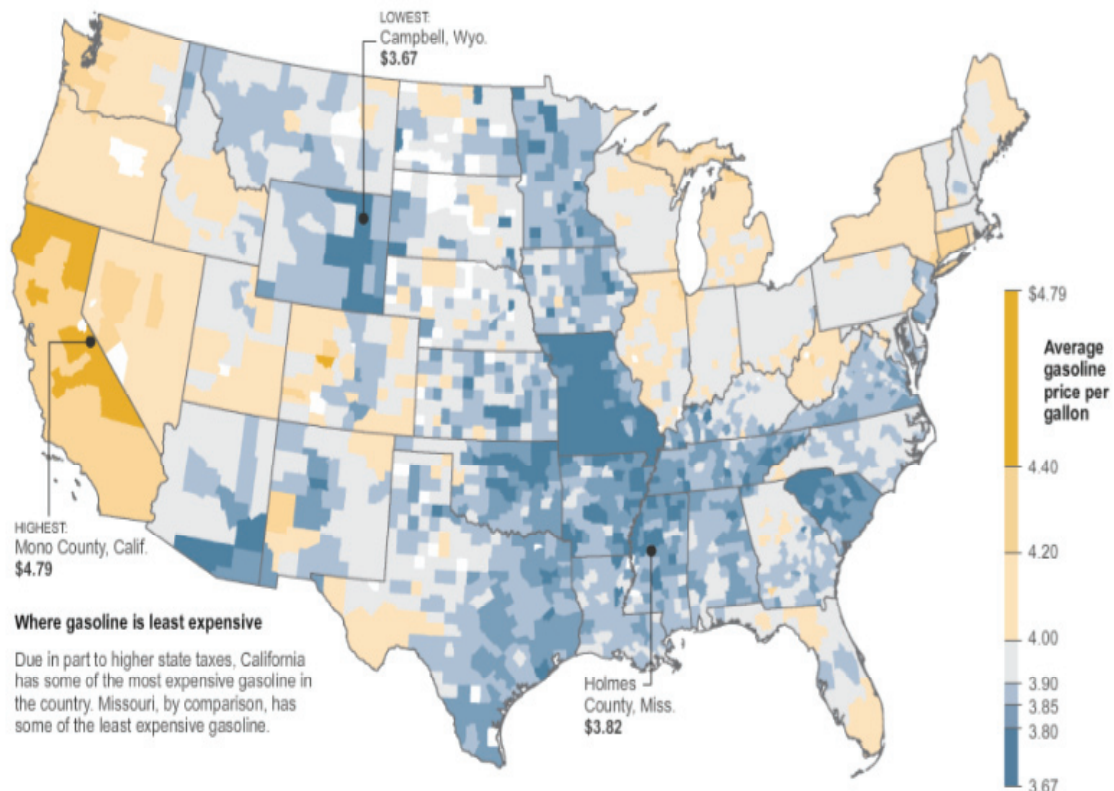 LOWEST:
Campbell, Wyo.
$3.67
HIGHEST:
Mono County, Calif.
$4.79
Where gasoline is least expensive
Due in part to higher state taxes, California
has some of the most expensive gasoline in
the country. Missouri, by comparison, has
some of the least expensive gasoline.
Holmes
County, Miss.
$3.82
$4.79
Average
gasoline
price per
gallon
4.40
4.20
4.00
3.90
3.85
3.80
3.67